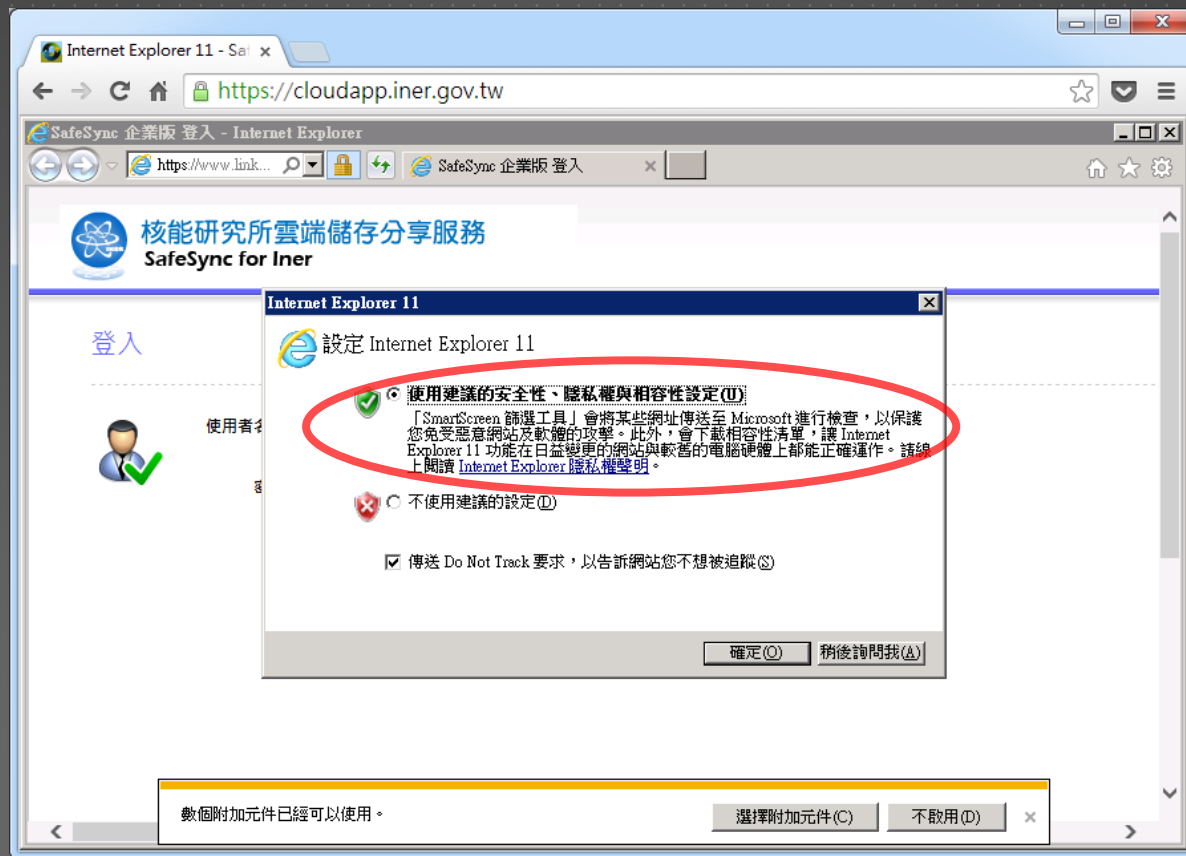 Internet Explorer 11 - Saf
https://cloudapp.iner.gov.tw
SafeSync 企業版 登入 - Internet Explorer
https://www.link...
SafeSync 企業版 登入
核能研究所雲端儲存分享服務
SafeSync for Iner
Internet Explorer 11
登入
設定 Internet Explorer 11
使用建議的安全性、隱私權與相容性設定(U)
「SmartScreen 篩選工具」會將某些網址傳送至 Microsoft 進行檢查，以保護
您免受惡意網站及軟體的攻擊。此外，會下載相容性清單，讓 Internet
Explorer 11 功能在日益變更的網站與較舊的電腦硬體上都能正確運作。請線
上閱讀 Internet Explorer 隱私權聲明。
使用者名
密
不使用建議的設定(D)
傳送 Do Not Track 要求，以告訴網站您不想被追蹤(S)
確定(O)
稍後詢問我(A)
數個附加元件已經可以使用。
選擇附加元件(C)
不啟用(D)